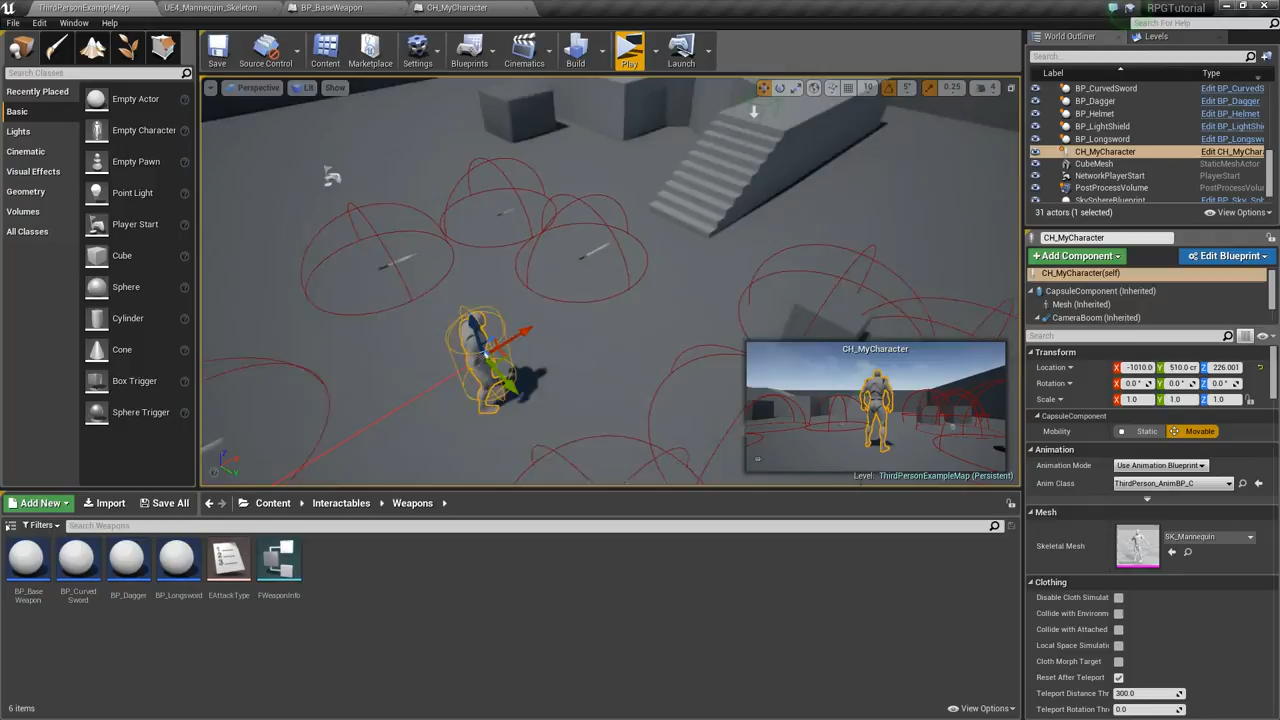 ThirdPersonExampleMap
UE4_Mannequin_Skeleton
BP_BaseWeapon
CH_MyCharacter
RPGTutorial
File Edit Window Help
Search For Help
Search Classes
Recently Placed
Basic
Lights
Cinematic
Visual Effects
Geometry
Volumes
All Classes
Empty Actor
Empty Character
Empty Pawn
Point Light
Player Start
Cube
Sphere
Cylinder
Cone
Box Trigger
Sphere Trigger
Save
Source Control
Content
Marketplace
Settings
Blueprints
Cinematics
Build
Play
Launch
Perspective
Lit
Show
10
5°
0.25
4
CH_MyCharacter
Level: ThirdPersonExampleMap (Persistent)
World Outliner
Levels
Search...
Label Type
BP_CurvedSword Edit BP_CurvedS
BP_Dagger Edit BP_Dagger
BP_Helmet Edit BP_Helmet
BP_LightShield Edit BP_LightShi
BP_Longsword Edit BP_Longsw
CH_MyCharacter Edit CH_MyChar
CubeMesh StaticMeshActor
NetworkPlayerStart PlayerStart
PostProcessVolume PostProcessVolu
SkySphereBlueprint Edit BP_Sky_Sph
31 actors (1 selected)
View Options
CH_MyCharacter
+Add Component
Edit Blueprint
CH_MyCharacter(self)
CapsuleComponent (Inherited)
Mesh (Inherited)
CameraBoom (Inherited)
Search
Transform
Location X -1010.0 Y 510.0 cr Z 226.001
Rotation X 0.0° Y 0.0° Z 0.0°
Scale X 1.0 Y 1.0 Z 1.0
CapsuleComponent
Mobility Static Movable
Animation
Animation Mode Use Animation Blueprint
Anim Class ThirdPerson_AnimBP_C
Mesh
Skeletal Mesh SK_Mannequin
Clothing
Disable Cloth Simulat
Collide with Environm
Collide with Attached
Local Space Simulatio
Cloth Morph Target
Reset After Teleport
Teleport Distance Thr 300.0
Teleport Rotation Thr 0.0
Add New
Import
Save All
Content
Interactables
Weapons
Filters
Search Weapons
BP_Base
Weapon
BP_Curved
Sword
BP_Dagger
BP_Longsword
EAttackType
FWeaponInfo
6 items
View Options